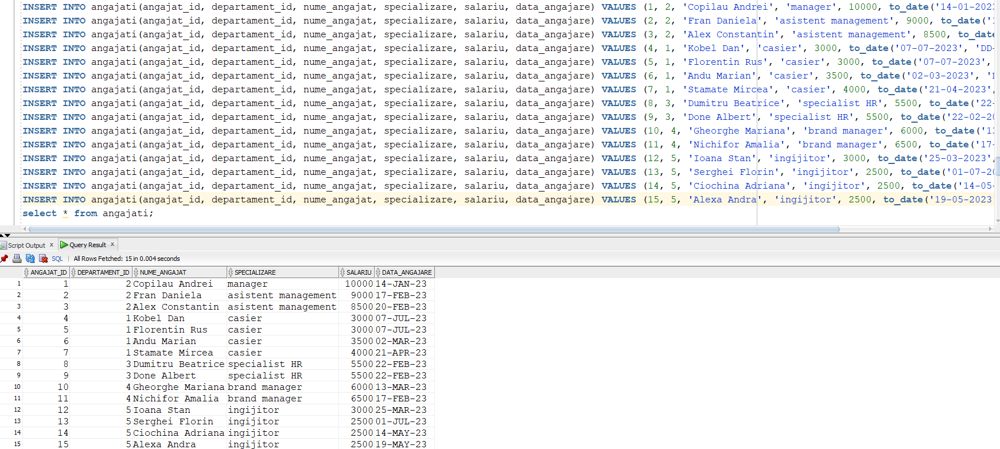 INSERT INTO angajati(angajat_id, departament_id, nume_angajat, specializare, salariu, data_angajare) VALUES (1, 2, 'Copilau Andrei', 'manager', 10000, to_date('14-01-2023
INSERT INTO angajati(angajat_id, departament_id, nume_angajat, specializare, salariu, data_angajare) VALUES (2, 2, 'Fran Daniela', 'asistent management', 9000, to_date('1
INSERT INTO angajati(angajat_id, departament_id, nume_angajat, specializare, salariu, data_angajare) VALUES (3, 2, 'Alex Constantin', 'asistent management', 8500, to_date
INSERT INTO angajati(angajat_id, departament_id, nume_angajat, specializare, salariu, data_angajare) VALUES (4, 1, 'Kobel Dan', 'casier', 3000, to_date('07-07-2023', 'DD-
INSERT INTO angajati(angajat_id, departament_id, nume_angajat, specializare, salariu, data_angajare) VALUES (5, 1, 'Florentin Rus', 'casier', 3000, to_date('07-07-2023',
INSERT INTO angajati(angajat_id, departament_id, nume_angajat, specializare, salariu, data_angajare) VALUES (6, 1, 'Andu Marian', 'casier', 3500, to_date('02-03-2023', 'D
INSERT INTO angajati(angajat_id, departament_id, nume_angajat, specializare, salariu, data_angajare) VALUES (7, 1, 'Stamate Mircea', 'casier', 4000, to_date('21-04-2023',
INSERT INTO angajati(angajat_id, departament_id, nume_angajat, specializare, salariu, data_angajare) VALUES (8, 3, 'Dumitru Beatrice', 'specialist HR', 5500, to_date('22-
INSERT INTO angajati(angajat_id, departament_id, nume_angajat, specializare, salariu, data_angajare) VALUES (9, 3, 'Done Albert', 'specialist HR', 5500, to_date('22-02-20
INSERT INTO angajati(angajat_id, departament_id, nume_angajat, specializare, salariu, data_angajare) VALUES (10, 4, 'Gheorghe Mariana', 'brand manager', 6000, to_date('13
INSERT INTO angajati(angajat_id, departament_id, nume_angajat, specializare, salariu, data_angajare) VALUES (11, 4, 'Nichifor Amalia', 'brand manager', 6500, to_date('17-
INSERT INTO angajati(angajat_id, departament_id, nume_angajat, specializare, salariu, data_angajare) VALUES (12, 5, 'Ioana Stan', 'ingijitor', 3000, to_date('25-03-2023',
INSERT INTO angajati(angajat_id, departament_id, nume_angajat, specializare, salariu, data_angajare) VALUES (13, 5, 'Serghei Florin', 'ingijitor', 2500, to_date('01-07-20
INSERT INTO angajati(angajat_id, departament_id, nume_angajat, specializare, salariu, data_angajare) VALUES (14, 5, 'Ciochina Adriana', 'ingijitor', 2500, to_date('14-05-
INSERT INTO angajati(angajat_id, departament_id, nume_angajat, specializare, salariu, data_angajare) VALUES (15, 5, 'Alexa Andra', 'ingijitor', 2500, to_date('19-05-2023'
select * from angajati;
Script Output x Query Result x
SQL | All Rows Fetched: 15 in 0.004 seconds
ANGAJAT_ID DEPARTAMENT_ID NUME_ANGAJAT SPECIALIZARE SALARIU DATA_ANGAJARE
1 1 2 Copilau Andrei manager 10000 14-JAN-23
2 2 2 Fran Daniela asistent management 9000 17-FEB-23
3 3 2 Alex Constantin asistent management 8500 20-FEB-23
4 4 1 Kobel Dan casier 3000 07-JUL-23
5 5 1 Florentin Rus casier 3000 07-JUL-23
6 6 1 Andu Marian casier 3500 02-MAR-23
7 7 1 Stamate Mircea casier 4000 21-APR-23
8 8 3 Dumitru Beatrice specialist HR 5500 22-FEB-23
9 9 3 Done Albert specialist HR 5500 22-FEB-23
10 10 4 Gheorghe Mariana brand manager 6000 13-MAR-23
11 11 4 Nichifor Amalia brand manager 6500 17-FEB-23
12 12 5 Ioana Stan ingijitor 3000 25-MAR-23
13 13 5 Serghei Florin ingijitor 2500 01-JUL-23
14 14 5 Ciochina Adriana ingijitor 2500 14-MAY-23
15 15 5 Alexa Andra ingijitor 2500 19-MAY-23